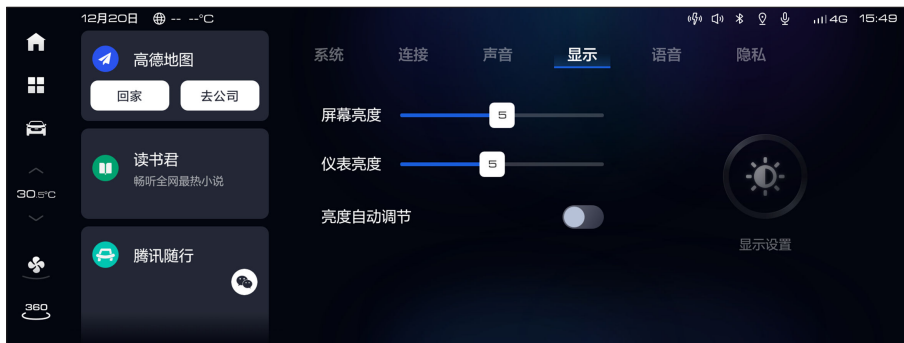 12月20日 -- --°C
4G 15:49
30.5°C
360
高德地图
回家 去公司
读书君
畅听全网最热小说
腾讯随行
系统 连接 声音 显示 语音 隐私
屏幕亮度 5
仪表亮度 5
亮度自动调节
显示设置